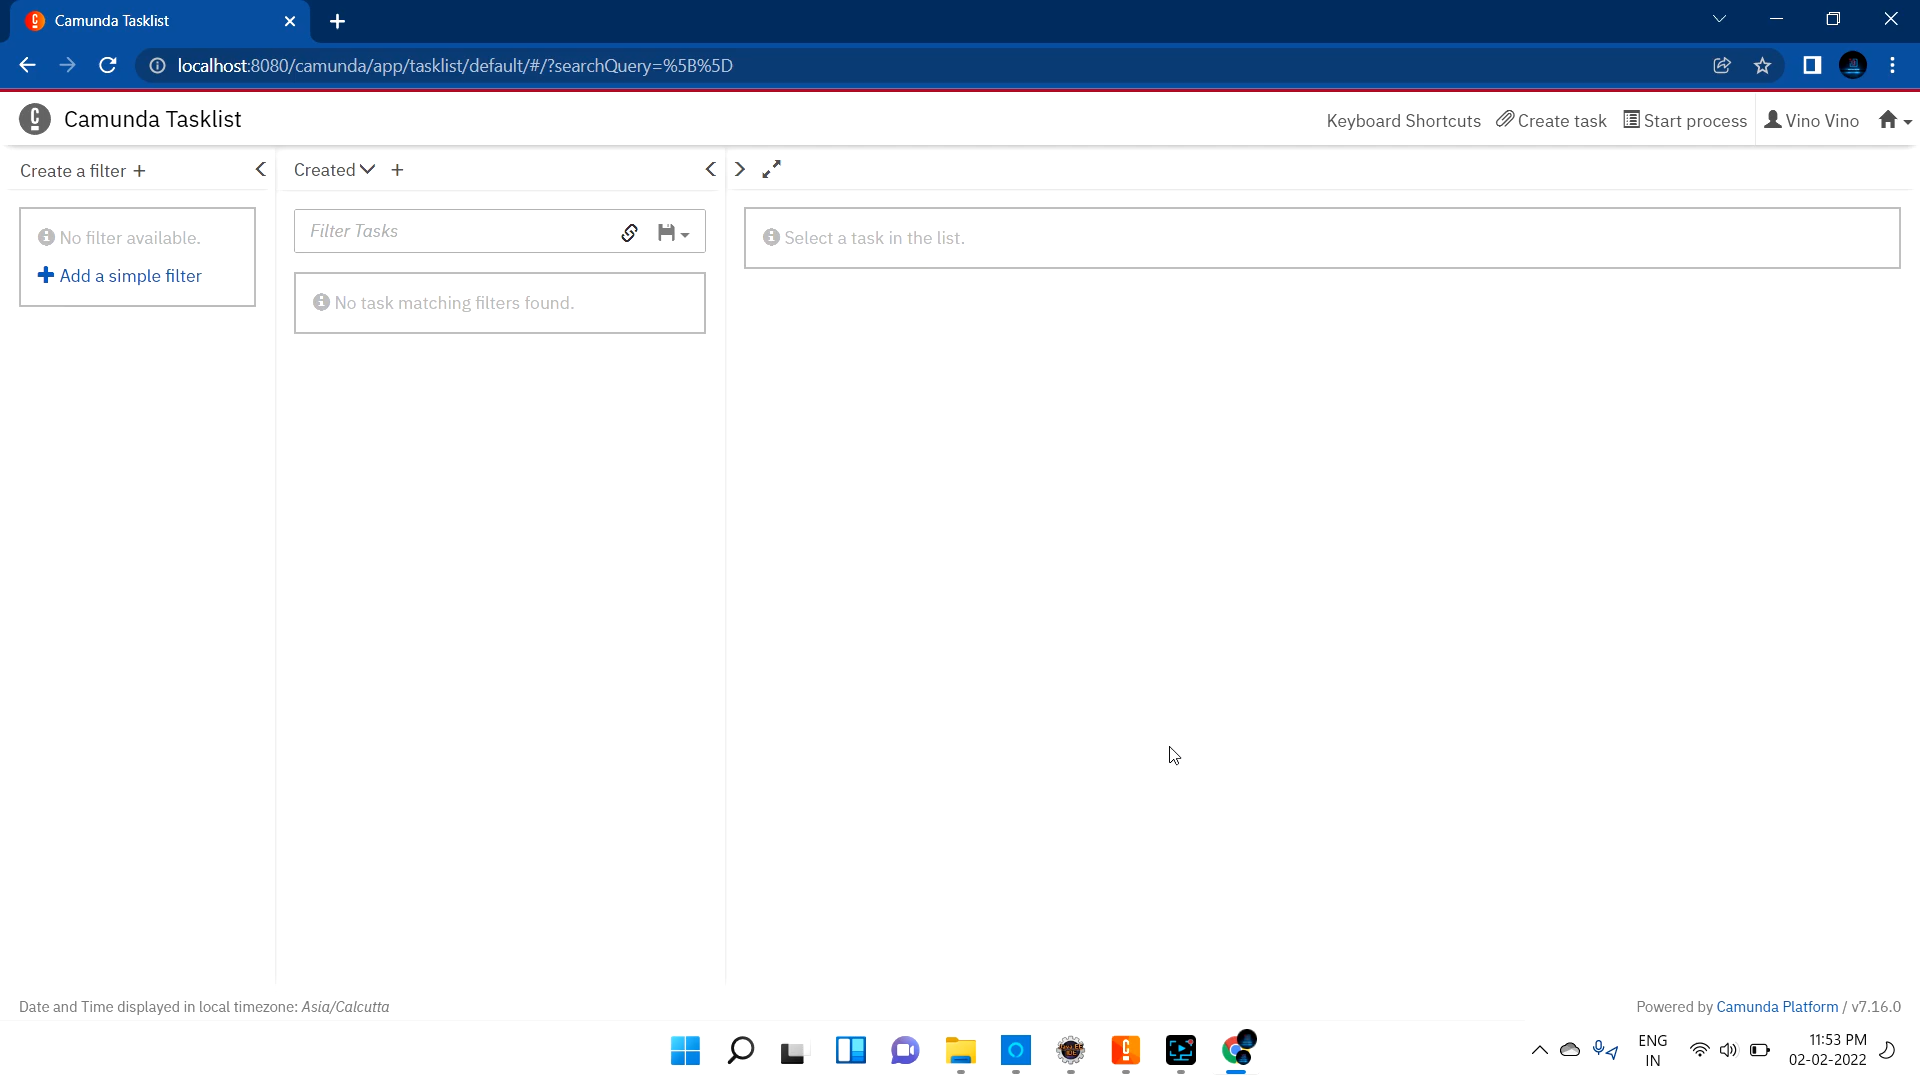 Camunda Tasklist
localhost:8080/camunda/app/tasklist/default/#/?searchQuery=%5B%5D
Camunda Tasklist
Keyboard Shortcuts Create task Start process Vino Vino
Create a filter +
Created +
No filter available.
Add a simple filter
Filter Tasks
No task matching filters found.
Select a task in the list.
Date and Time displayed in local timezone: Asia/Calcutta
Powered by Camunda Platform / v7.16.0
ENG
IN
11:53 PM
02-02-2022